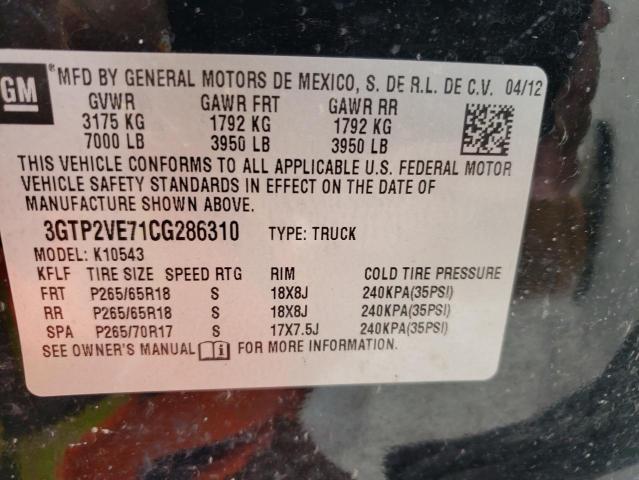 GM
®MFD BY GENERAL MOTORS DE MEXICO, S. DE R.L. DE C.V. 04/12
GVWR GAWR FRT GAWR RR
3175 KG 1792 KG 1792 KG
7000 LB 3950 LB 3950 LB
THIS VEHICLE CONFORMS TO ALL APPLICABLE U.S. FEDERAL MOTOR
VEHICLE SAFETY STANDARDS IN EFFECT ON THE DATE OF
MANUFACTURE SHOWN ABOVE.
3GTP2VE71CG286310 TYPE: TRUCK
MODEL: K10543
KFLF TIRE SIZE SPEED RTG RIM COLD TIRE PRESSURE
FRT P265/65R18 S 18X8J 240KPA(35PSI)
RR P265/65R18 S 18X8J 240KPA(35PSI)
SPA P265/70R17 S 17X7.5J 240KPA(35PSI)
SEE OWNER'S MANUAL i FOR MORE INFORMATION.